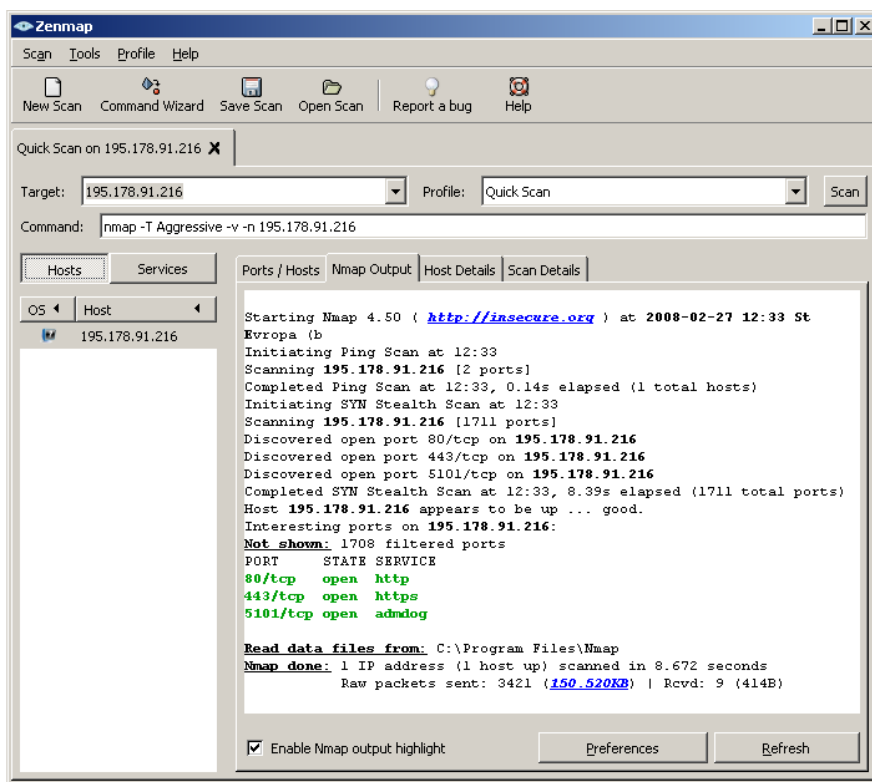 Zenmap
Scan Tools Profile Help
New Scan Command Wizard Save Scan Open Scan Report a bug Help
Quick Scan on 195.178.91.216
Target: 195.178.91.216 Profile: Quick Scan Scan
Command: nmap -T Aggressive -v -n 195.178.91.216
Hosts Services
Ports / Hosts Nmap Output Host Details Scan Details
OS Host
195.178.91.216
Starting Nmap 4.50 ( http://insecure.org ) at 2008-02-27 12:33 St
Evropa (b
Initiating Ping Scan at 12:33
Scanning 195.178.91.216 [2 ports]
Completed Ping Scan at 12:33, 0.14s elapsed (1 total hosts)
Initiating SYN Stealth Scan at 12:33
Scanning 195.178.91.216 [1711 ports]
Discovered open port 80/tcp on 195.178.91.216
Discovered open port 443/tcp on 195.178.91.216
Discovered open port 5101/tcp on 195.178.91.216
Completed SYN Stealth Scan at 12:33, 8.39s elapsed (1711 total ports)
Host 195.178.91.216 appears to be up ... good.
Interesting ports on 195.178.91.216:
Not shown: 1708 filtered ports
PORT STATE SERVICE
80/tcp open http
443/tcp open https
5101/tcp open admdog
Read data files from: C:\Program Files\Nmap
Nmap done: 1 IP address (1 host up) scanned in 8.672 seconds
Raw packets sent: 3421 (150.520KB) | Rcvd: 9 (414B)
Enable Nmap output highlight Preferences Refresh